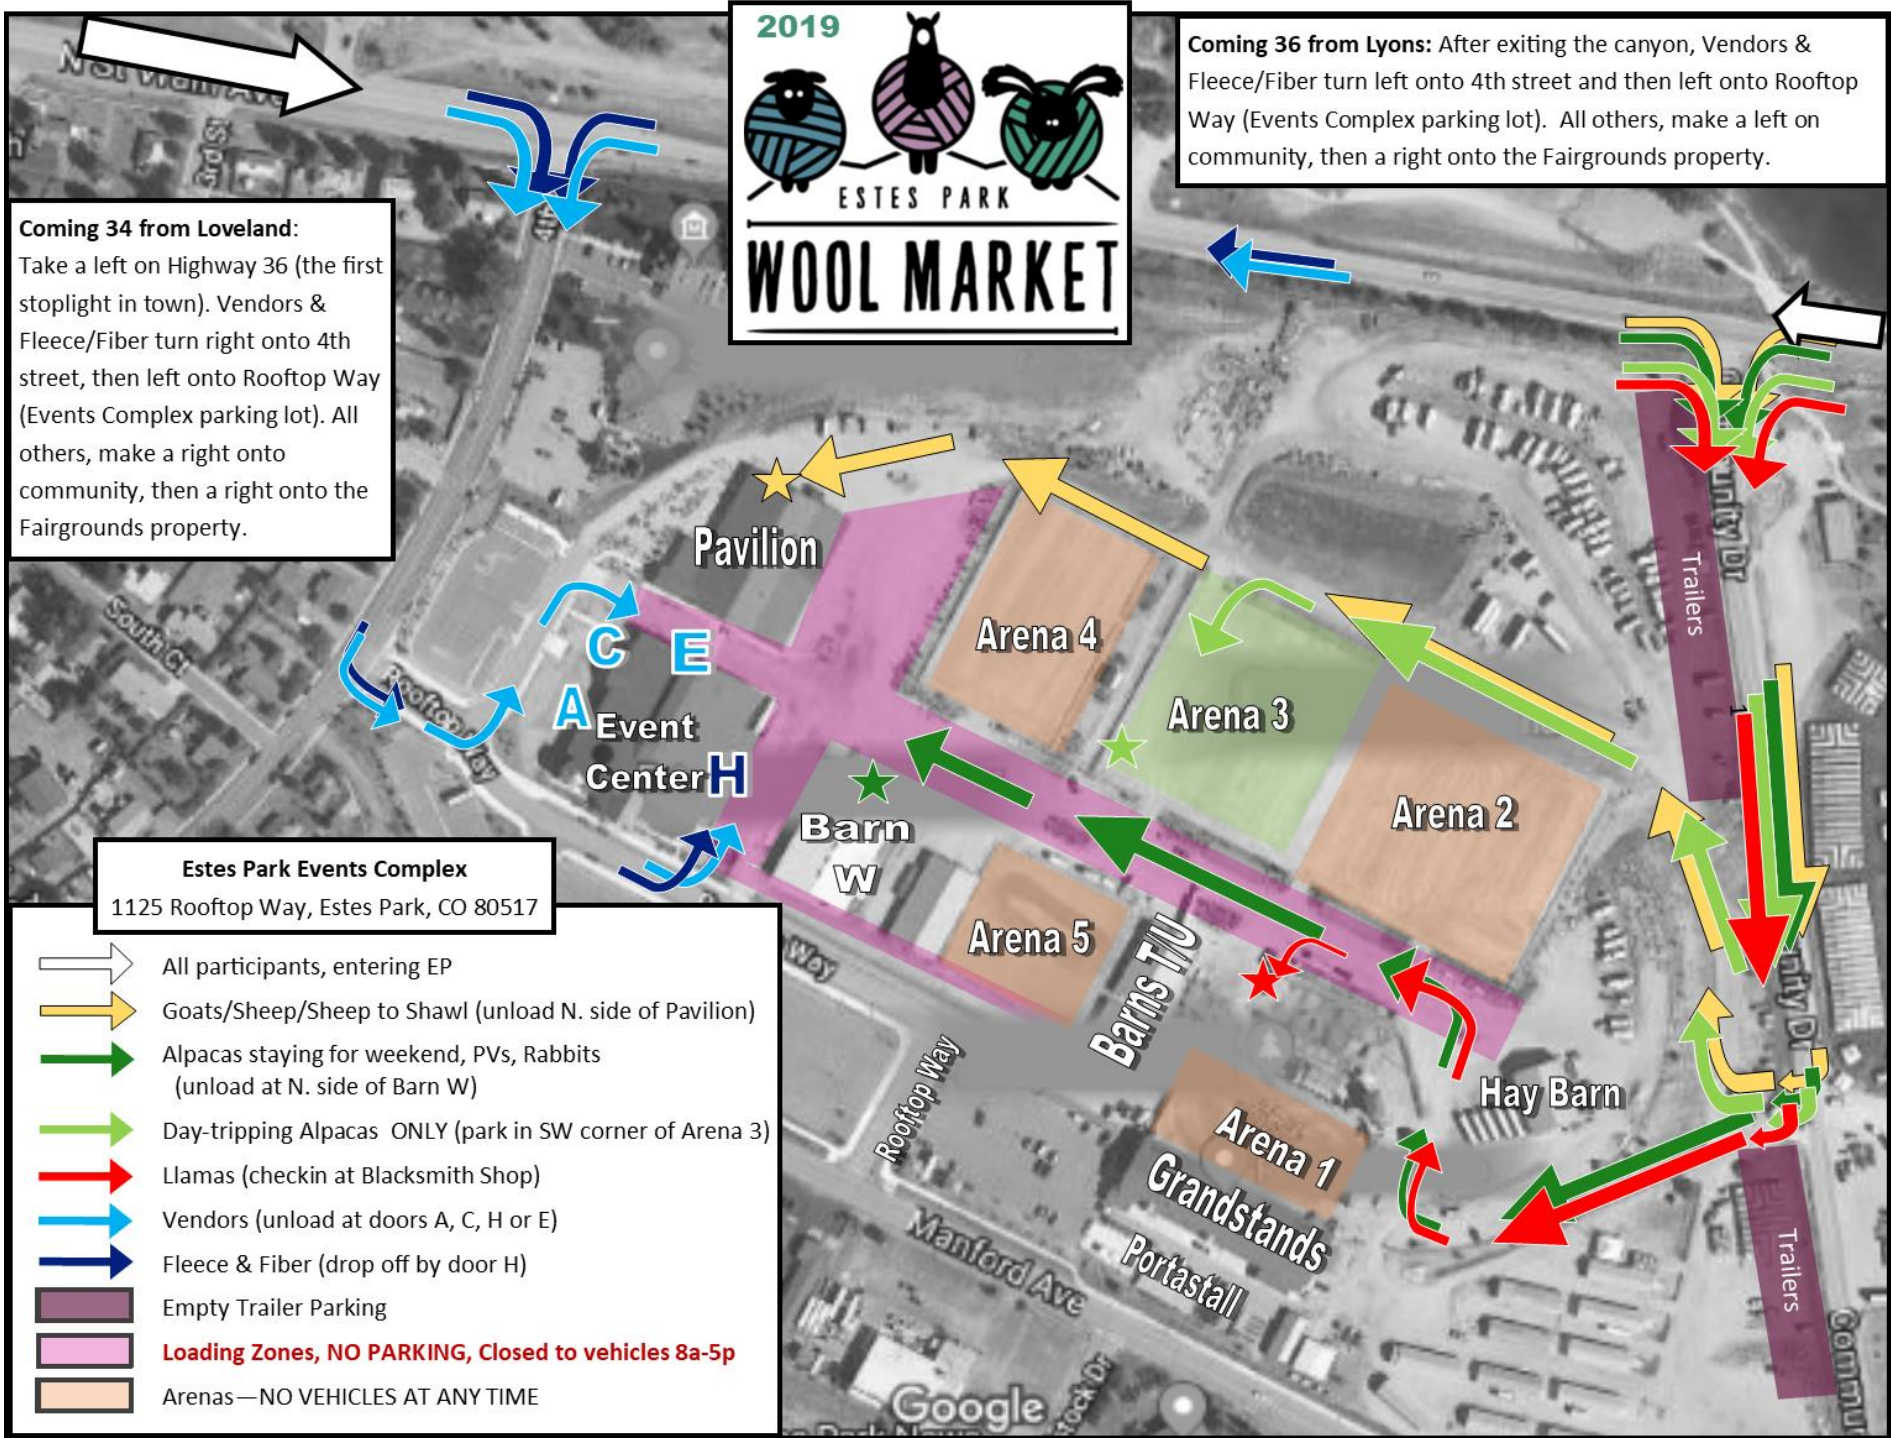 2019
ESTES PARK
WOOL MARKET
Coming 36 from Lyons: After exiting the canyon, Vendors &
Fleece/Fiber turn left onto 4th street and then left onto Rooftop
Way (Events Complex parking lot).  All others, make a left on
community, then a right onto the Fairgrounds property.
N St Vrain Ave
3rd St
Coming 34 from Loveland:
Take a left on Highway 36 (the first
stoplight in town). Vendors &
Fleece/Fiber turn right onto 4th
street, then left onto Rooftop Way
(Events Complex parking lot). All
others, make a right onto
community, then a right onto the
Fairgrounds property.
Pavilion
Arena 4
Arena 3
Arena 2
Trailers
South Ct
Rooftop Way
C
E
A
Event
Center
H
Barn
W
Arena 5
Barns T/U
Hay Barn
Arena 1
Grandstands
Portastall
Rooftop Way
Way
Manford Ave
Trailers
Estes Park Events Complex
1125 Rooftop Way, Estes Park, CO 80517
All participants, entering EP
Goats/Sheep/Sheep to Shawl (unload N. side of Pavilion)
Alpacas staying for weekend, PVs, Rabbits
(unload at N. side of Barn W)
Day-tripping Alpacas  ONLY (park in SW corner of Arena 3)
Llamas (checkin at Blacksmith Shop)
Vendors (unload at doors A, C, H or E)
Fleece & Fiber (drop off by door H)
Empty Trailer Parking
Loading Zones, NO PARKING, Closed to vehicles 8a-5p
Arenas—NO VEHICLES AT ANY TIME
Google